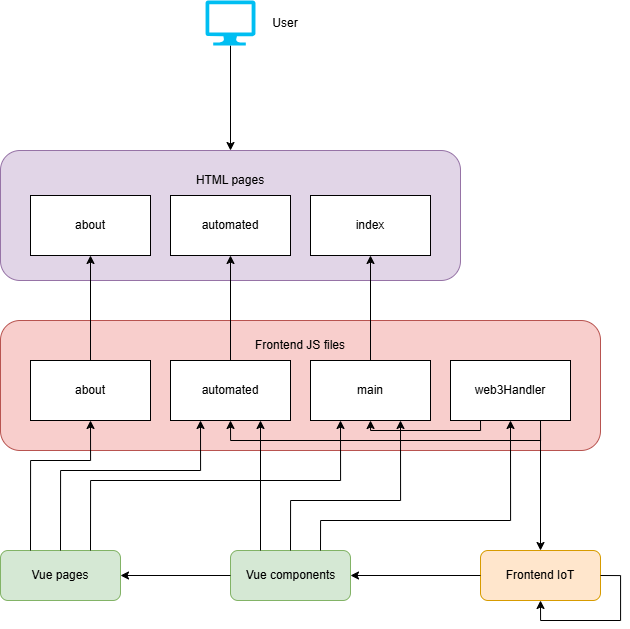 User
HTML pages
about
automated
index
Frontend JS files
about
automated
main
web3Handler
Vue pages
Vue components
Frontend IoT